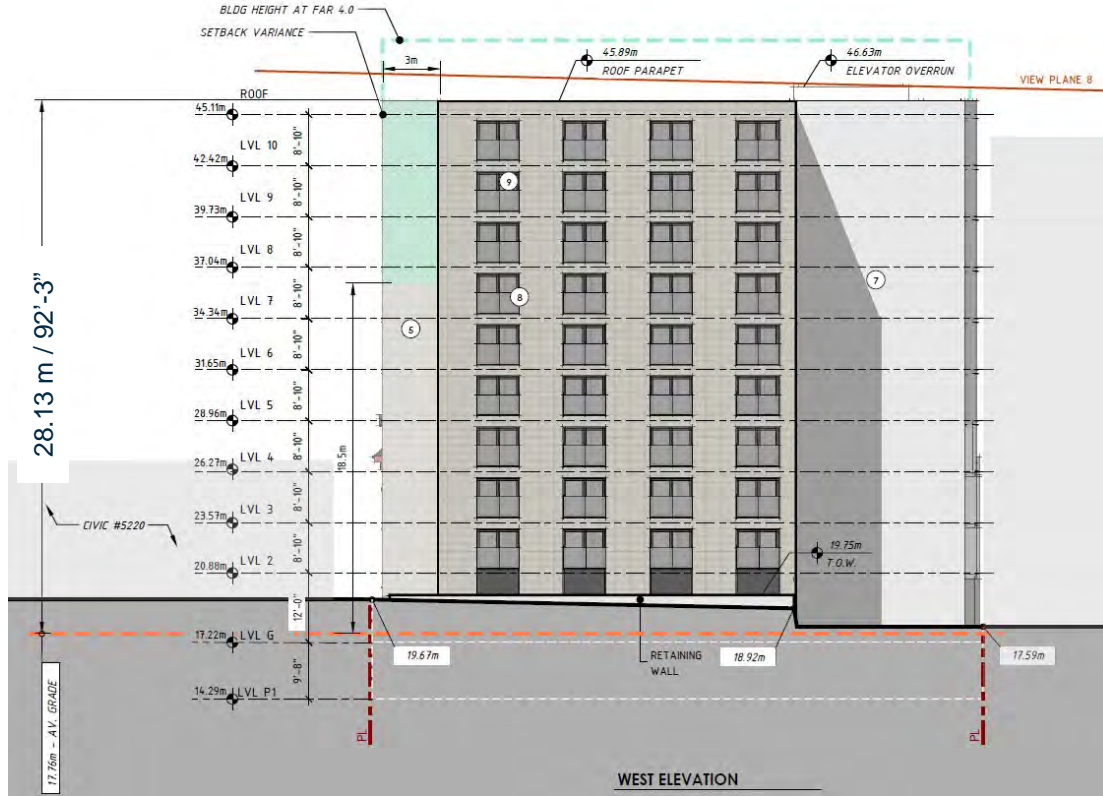 BLDG HEIGHT AT FAR 4.0
SETBACK VARIANCE
3m
45.89m
ROOF PARAPET
46.63m
ELEVATOR OVERRUN
VIEW PLANE 8
ROOF
45.11m
LVL 10
8'-10"
42.42m
LVL 9
8'-10"
9
39.73m
LVL 8
8'-10"
37.04m
LVL 7
8'-10"
8
7
34.34m
LVL 6
8'-10"
31.65m
LVL 5
8'-10"
28.96m
LVL 4
8'-10"
26.27m
LVL 3
8'-10"
23.57m
LVL 2
8'-10"
20.88m
28.13 m / 92'-3"
18.5m
CIVIC #5220
19.75m
T.O.W.
12'-0"
17.22m
LVL G
19.67m
RETAINING
WALL
18.92m
17.59m
9'-8"
14.29m
LVL P1
17.76m - AV. GRADE
PL
PL
WEST ELEVATION